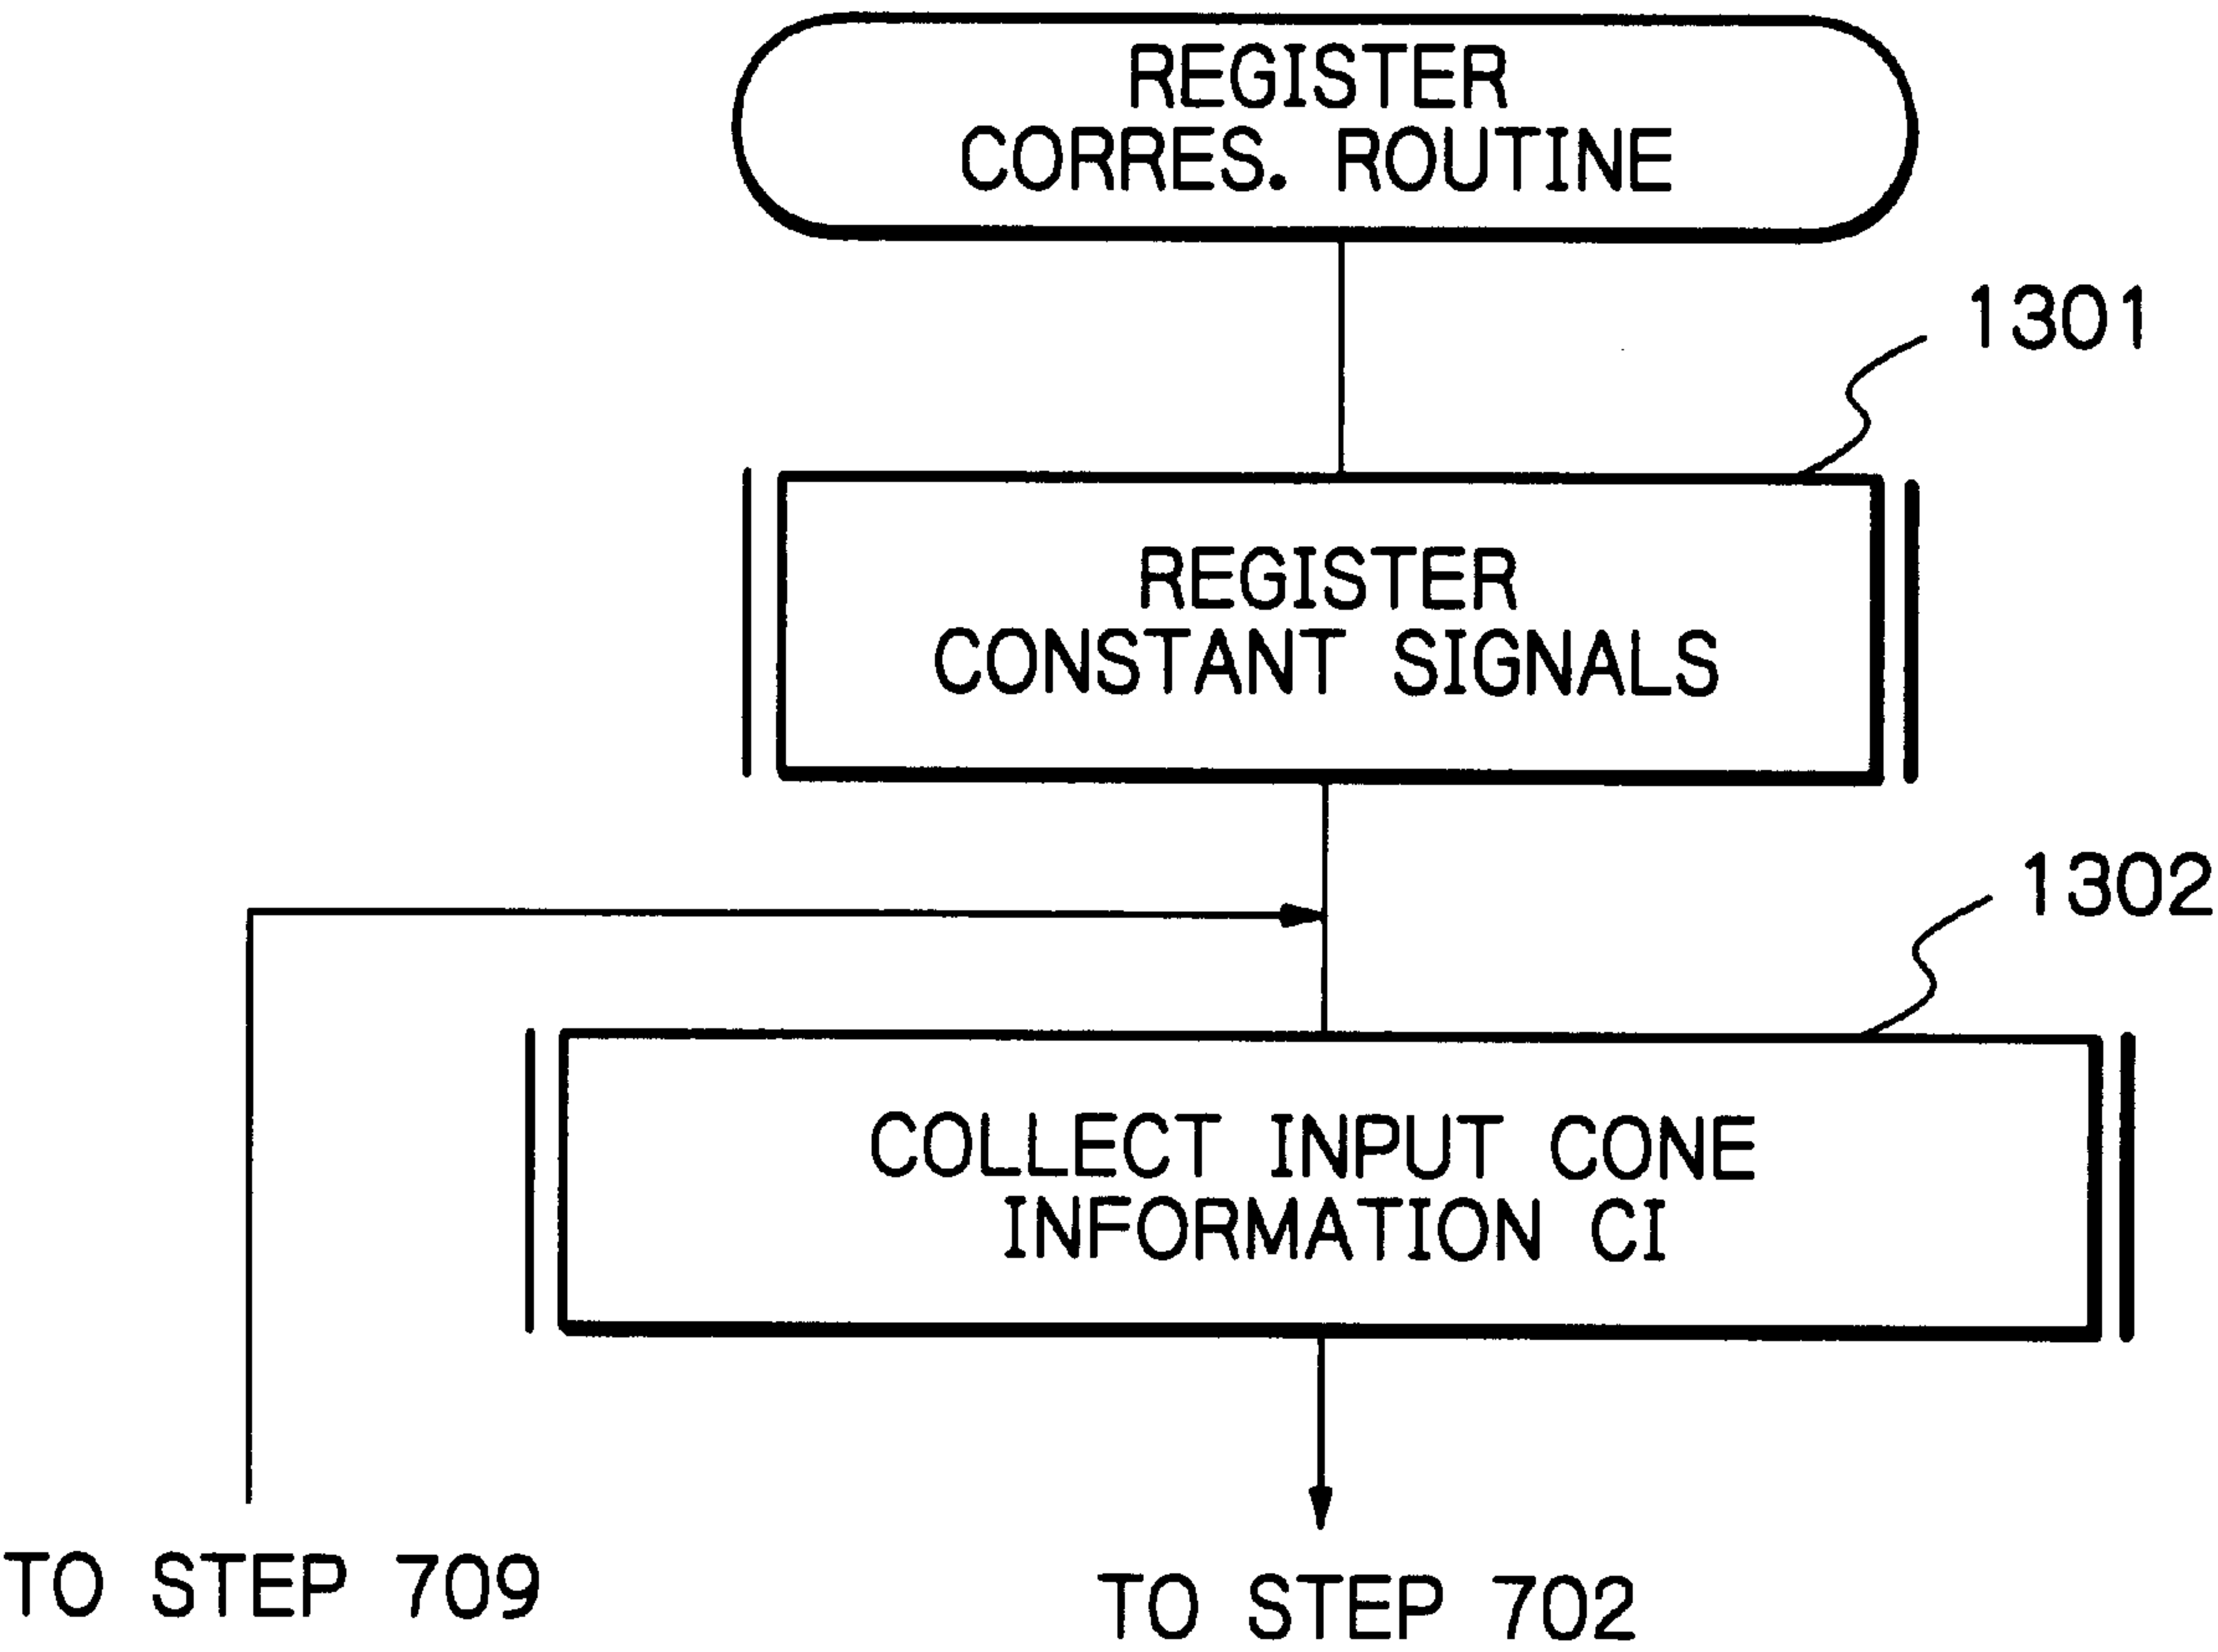 REGISTER
CORRES. ROUTINE
1301
REGISTER
CONSTANT SIGNALS
1302
COLLECT INPUT CONE
INFORMATION CI
TO STEP 709
TO STEP 702